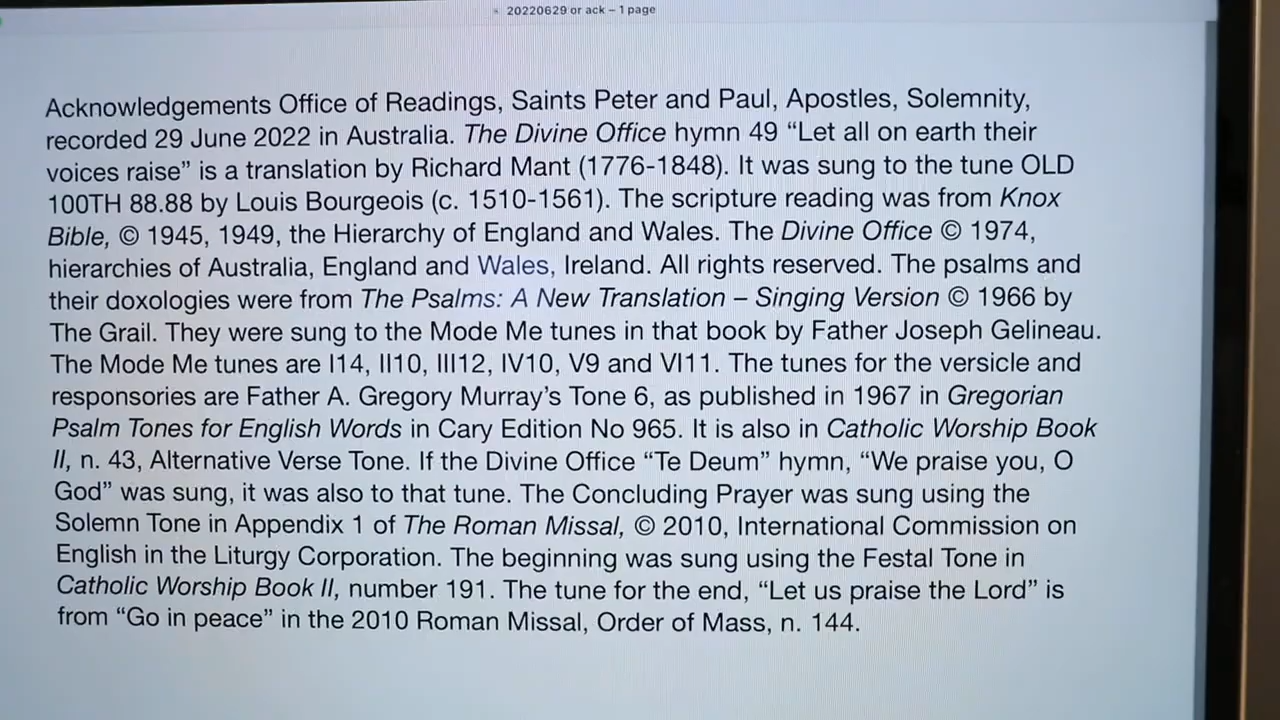 20220629 or ack – 1 page
Acknowledgements Office of Readings, Saints Peter and Paul, Apostles, Solemnity,
recorded 29 June 2022 in Australia. The Divine Office hymn 49 “Let all on earth their
voices raise” is a translation by Richard Mant (1776-1848). It was sung to the tune OLD
100TH 88.88 by Louis Bourgeois (c. 1510-1561). The scripture reading was from Knox
Bible, © 1945, 1949, the Hierarchy of England and Wales. The Divine Office © 1974,
hierarchies of Australia, England and Wales, Ireland. All rights reserved. The psalms and
their doxologies were from The Psalms: A New Translation – Singing Version © 1966 by
The Grail. They were sung to the Mode Me tunes in that book by Father Joseph Gelineau.
The Mode Me tunes are I14, II10, III12, IV10, V9 and VI11. The tunes for the versicle and
responsories are Father A. Gregory Murray’s Tone 6, as published in 1967 in Gregorian
Psalm Tones for English Words in Cary Edition No 965. It is also in Catholic Worship Book
II, n. 43, Alternative Verse Tone. If the Divine Office “Te Deum” hymn, “We praise you, O
God” was sung, it was also to that tune. The Concluding Prayer was sung using the
Solemn Tone in Appendix 1 of The Roman Missal, © 2010, International Commission on
English in the Liturgy Corporation. The beginning was sung using the Festal Tone in
Catholic Worship Book II, number 191. The tune for the end, “Let us praise the Lord” is
from “Go in peace” in the 2010 Roman Missal, Order of Mass, n. 144.